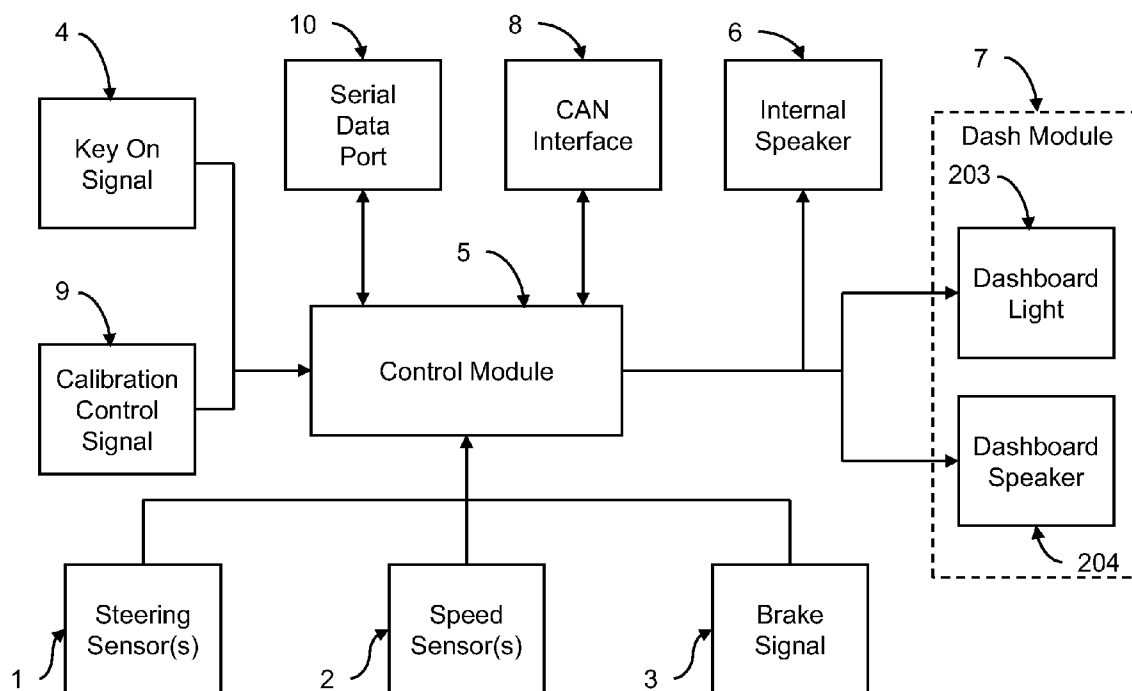 4
10
8
6
7
Key On
Signal
Serial
Data
Port
CAN
Interface
Internal
Speaker
Dash Module
203
Dashboard
Light
9
5
Calibration
Control
Signal
Control Module
Dashboard
Speaker
204
Steering
Sensor(s)
Speed
Sensor(s)
Brake
Signal
1
2
3